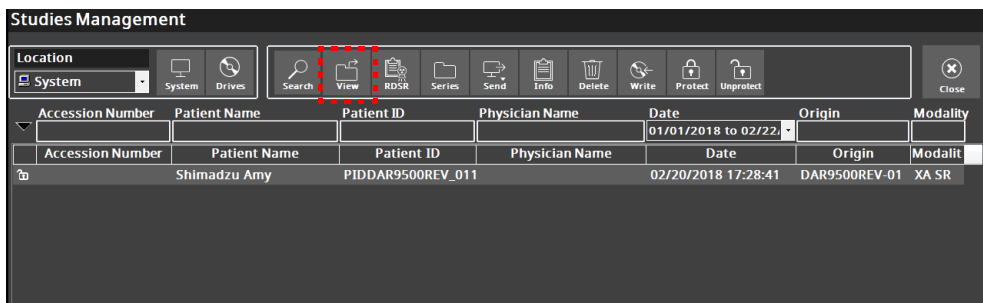 Studies Management
Location
System
System Drives
Search View RDSR Series Send Info Delete Write Protect Unprotect
Close
Accession Number Patient Name Patient ID Physician Name Date Origin Modality
01/01/2018 to 02/22/
Accession Number Patient Name Patient ID Physician Name Date Origin Modalit
Shimadzu Amy PIDDAR9500REV_011 02/20/2018 17:28:41 DAR9500REV-01 XA SR